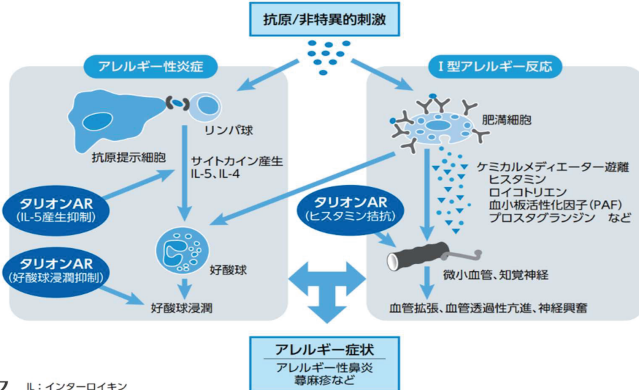 抗原/非特異的刺激
アレルギー性炎症
Ⅰ型アレルギー反応
リンパ球
抗原提示細胞
肥満細胞
サイトカイン産生
IL-5、IL-4
ケミカルメディエーター遊離
ヒスタミン
ロイコトリエン
血小板活性化因子(PAF)
プロスタグランジン など
タリオンAR
(IL-5産生抑制)
タリオンAR
(ヒスタミン拮抗)
タリオンAR
(好酸球浸潤抑制)
好酸球
微小血管、知覚神経
好酸球浸潤
血管拡張、血管透過性亢進、神経興奮
アレルギー症状
アレルギー性鼻炎
蕁麻疹など
IL：インターロイキン